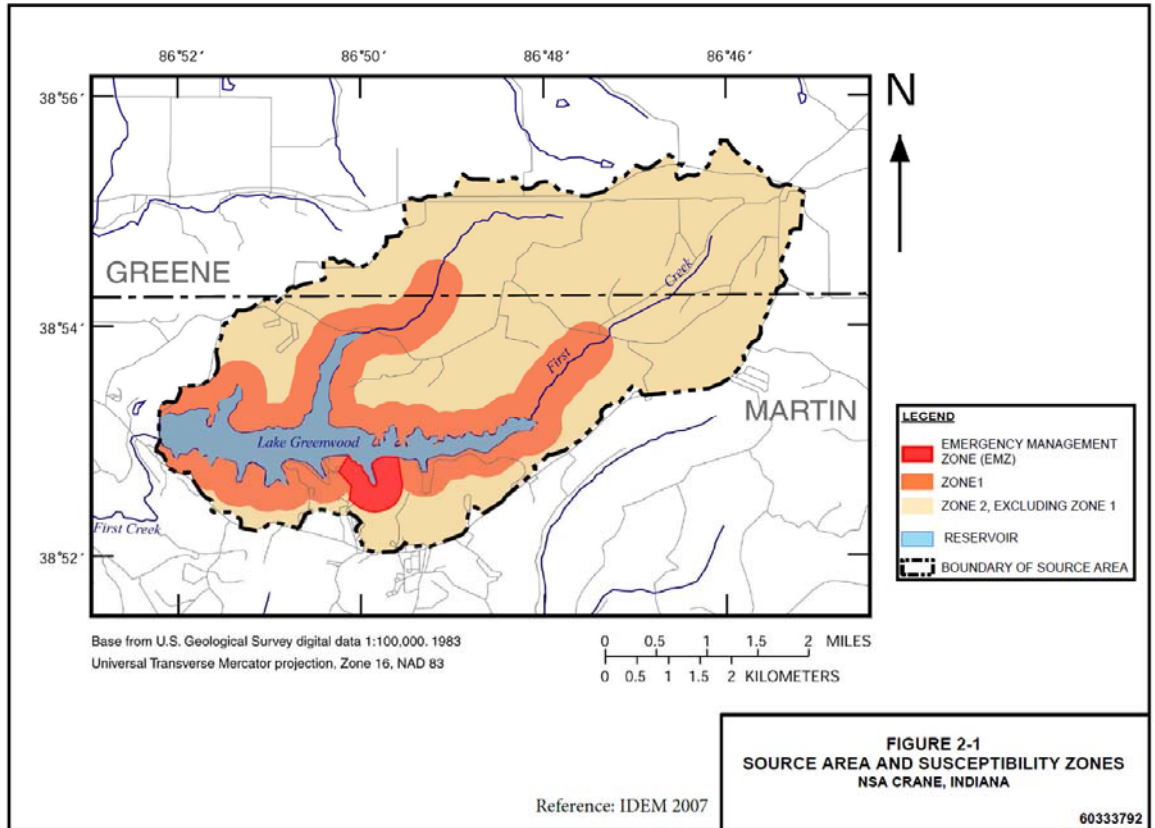 86°52′ 86°50′ 86°48′ 86°46′
N
38°56′
GREENE
Creek
38°54′
First
MARTIN
Lake Greenwood
First Creek
38°52′
LEGEND
EMERGENCY MANAGEMENT
ZONE (EMZ)
ZONE1
ZONE 2, EXCLUDING ZONE 1
RESERVOIR
BOUNDARY OF SOURCE AREA
Base from U.S. Geological Survey digital data 1:100,000. 1983
Universal Transverse Mercator projection, Zone 16, NAD 83
0 0.5 1 1.5 2 MILES
0 0.5 1 1.5 2 KILOMETERS
FIGURE 2-1
SOURCE AREA AND SUSCEPTIBILITY ZONES
NSA CRANE, INDIANA
Reference: IDEM 2007
60333792